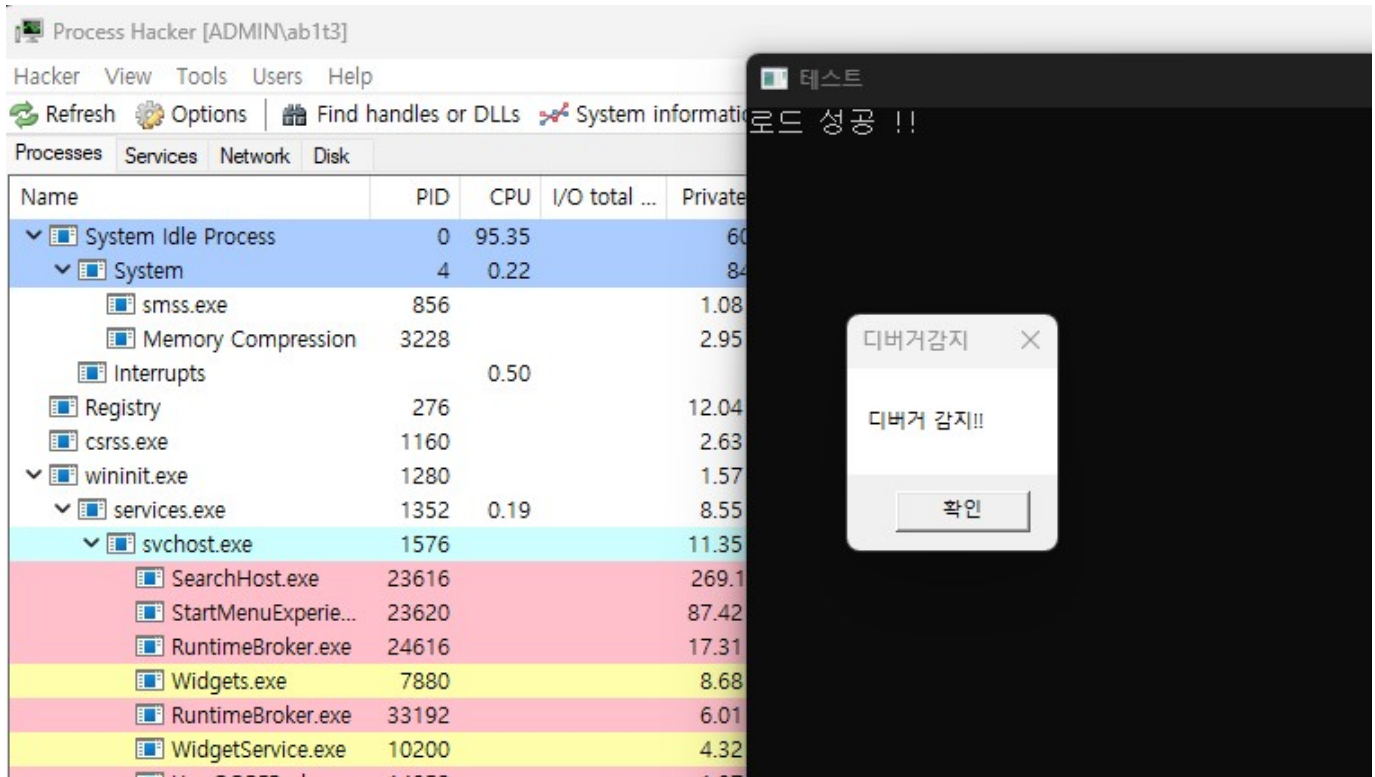 Process Hacker [ADMIN\ab1t3]
Hacker View Tools Users Help
Refresh Options Find handles or DLLs System
Processes Services Network Disk
Name PID CPU I/O total ... Private
System Idle Process 0 95.35
System 4 0.22
smss.exe 856 1.08
Memory Compression 3228 2.95
Interrupts 0.50
Registry 276 12.04
csrss.exe 1160 2.63
wininit.exe 1280 1.57
services.exe 1352 0.19 8.55
svchost.exe 1576 11.35
SearchHost.exe 23616 269.1
StartMenuExperie... 23620 87.42
RuntimeBroker.exe 24616 17.31
Widgets.exe 7880 8.68
RuntimeBroker.exe 33192 6.01
WidgetService.exe 10200 4.32
테스트
로드 성공 !!
디버거감지
디버거 감지!!
확인